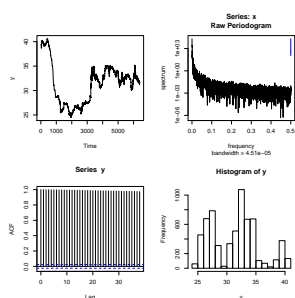 y
25
30
35
40
0
1000
3000
5000
Time
Series: x
Raw Periodogram
spectrum
1e-06
1e-03
1e+00
1e+03
0.0
0.1
0.2
0.3
0.4
0.5
frequency
bandwidth = 4.51e-05
Series y
ACF
0.0
0.2
0.4
0.6
0.8
1.0
0
10
20
30
Lag
Histogram of y
Frequency
0
200
600
1000
25
30
35
40
y